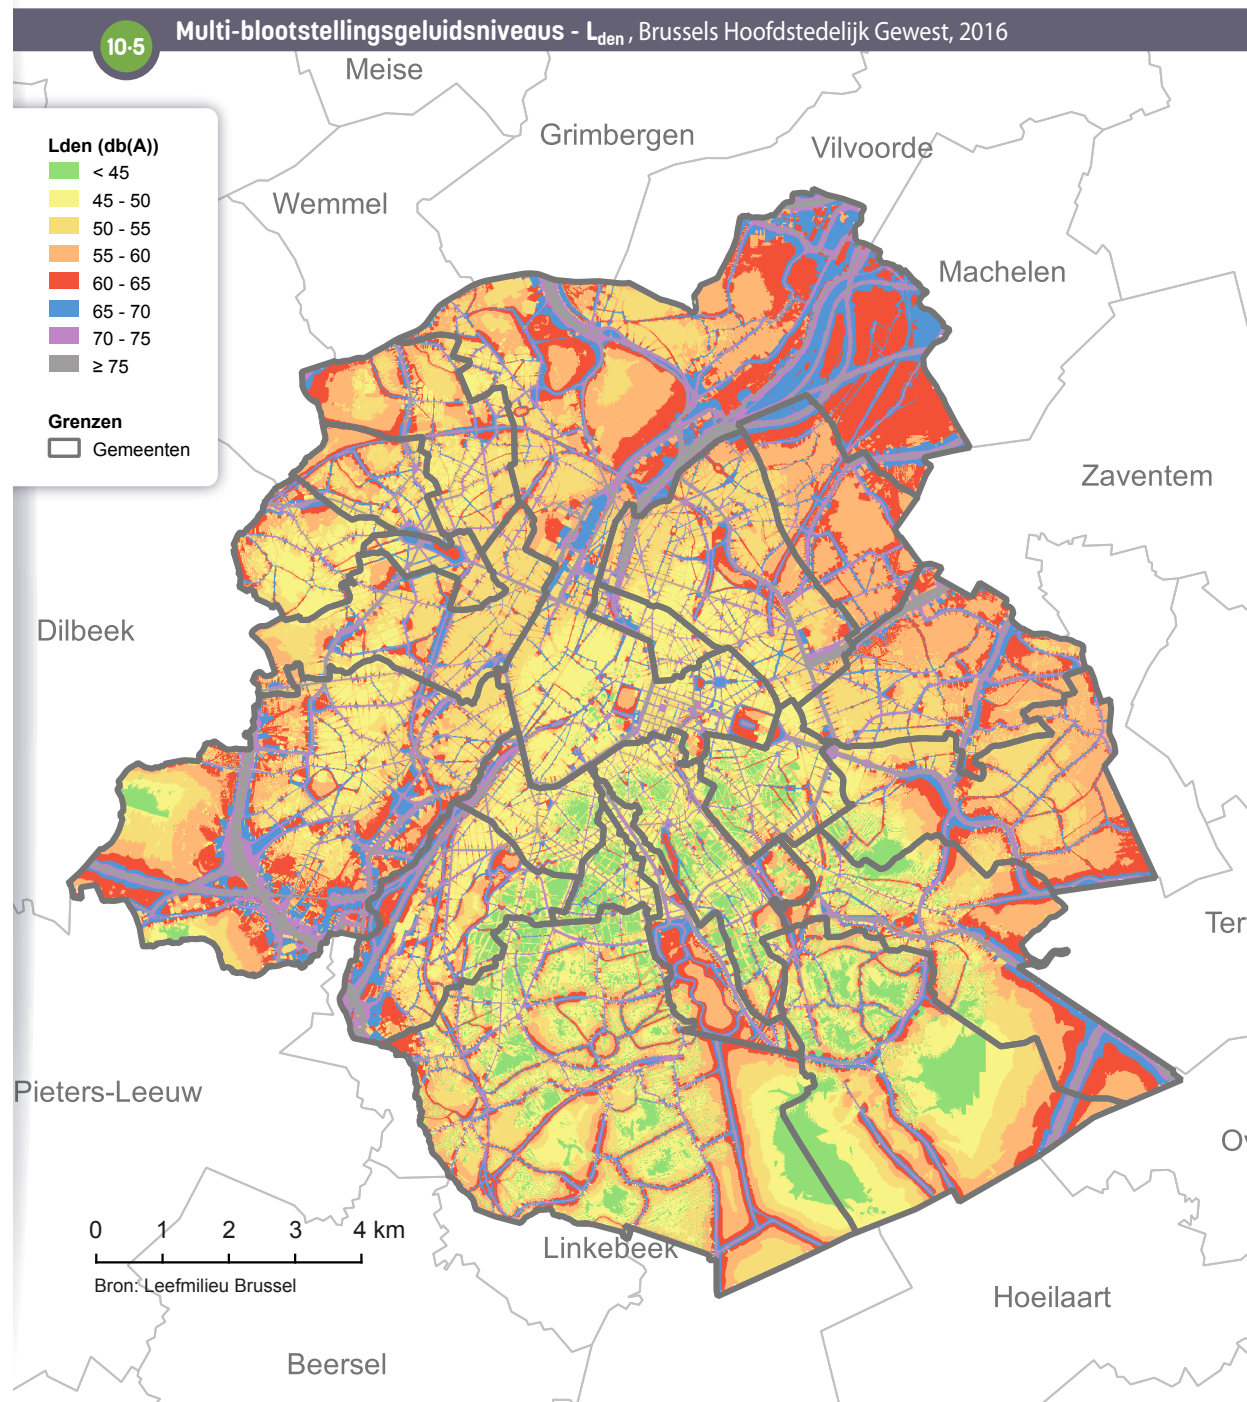 10·5
Multi-blootstellingsgeluidsniveaus - Lden, Brussels Hoofdstedelijk Gewest, 2016
Meise
Grimbergen
Vilvoorde
Lden (db(A))
< 45
45 - 50
50 - 55
55 - 60
60 - 65
65 - 70
70 - 75
≥ 75
Grenzen
Gemeenten
Wemmel
Machelen
Zaventem
Dilbeek
Ter
Pieters-Leeuw
Ov
0 1 2 3 4 km
Bron: Leefmilieu Brussel
Linkebeek
Hoeilaart
Beersel